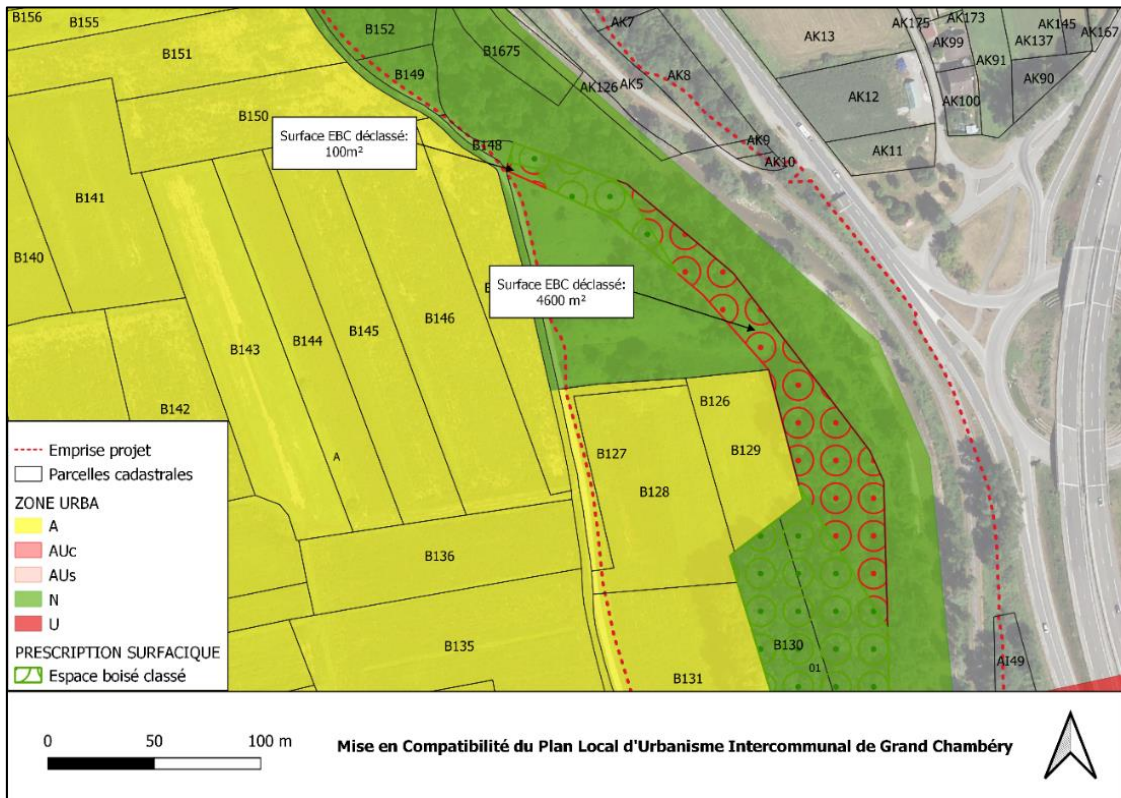 B156
B155
B151
B152
B149
B1675
AK126
AK5
AK7
AK8
AK13
AK175
AK173
AK99
AK91
AK145
AK137
AK167
AK90
AK12
AK100
AK9
AK10
AK11
B150
B148
Surface EBC déclassé:
100m²
B141
B140
Surface EBC déclassé:
4600 m²
B146
B145
B144
B143
B142
A
B126
B127
B129
B128
B136
B135
B130
01
B131
AI49
Emprise projet
Parcelles cadastrales
ZONE URBA
A
AUc
AUs
N
U
PRESCRIPTION SURFACIQUE
Espace boisé classé
0 50 100 m
Mise en Compatibilité du Plan Local d'Urbanisme Intercommunal de Grand Chambéry